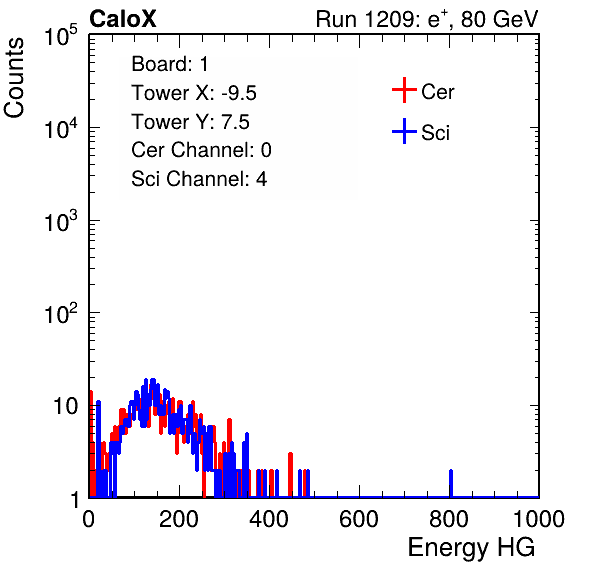 CaloX Run 1209: e⁺, 80 GeV
Counts
10⁵
10⁴
10³
10²
10
1
Board: 1
Tower X: -9.5
Tower Y: 7.5
Cer Channel: 0
Sci Channel: 4
Cer
Sci
0 200 400 600 800 1000
Energy HG